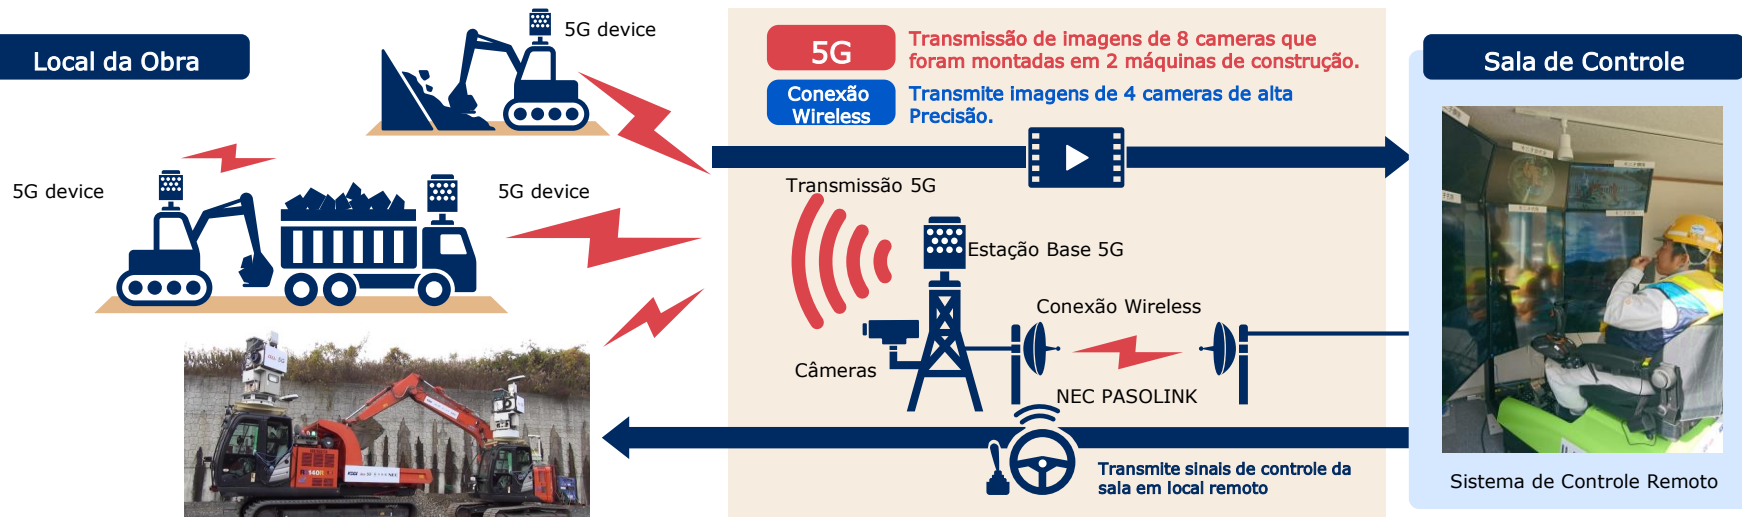 Local da Obra
5G device
5G device
5G device
5G
Transmissão de imagens de 8 cameras que
foram montadas em 2 máquinas de construção.
Conexão
Wireless
Transmite imagens de 4 cameras de alta
Precisão.
Transmissão 5G
Estação Base 5G
Conexão Wireless
Câmeras
NEC PASOLINK
Transmite sinais de controle da
sala em local remoto
Sala de Controle
Sistema de Controle Remoto